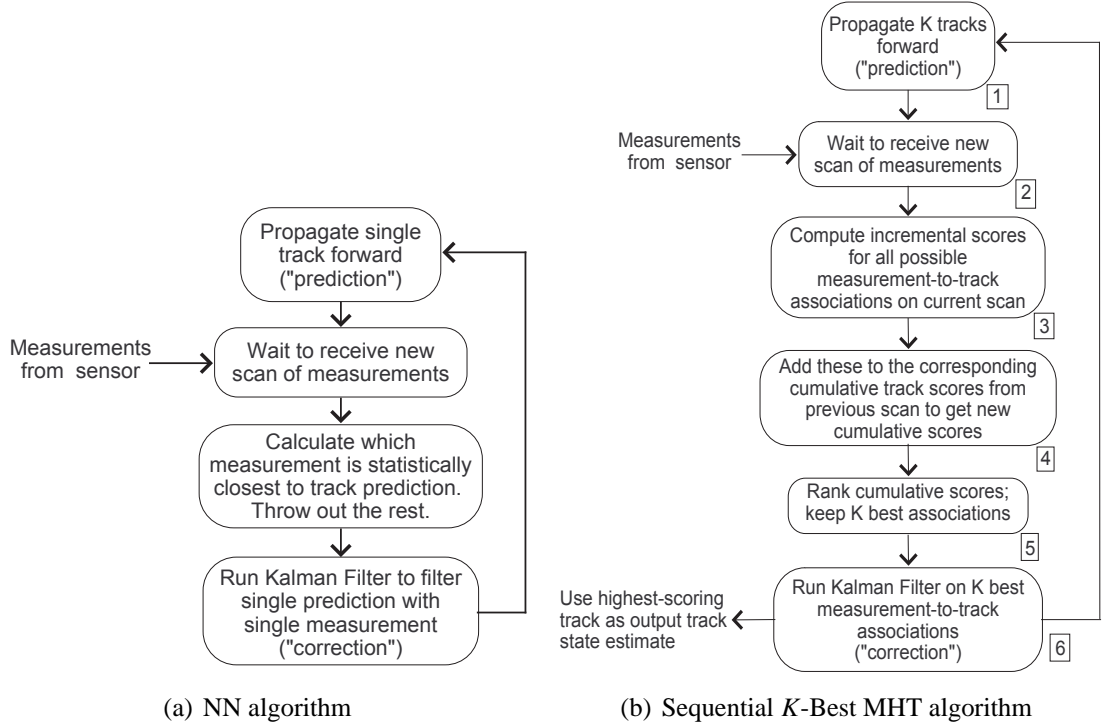 Propagate single
track forward
("prediction")
Measurements
from sensor
Wait to receive new
scan of measurements
Calculate which
measurement is statistically
closest to track prediction.
Throw out the rest.
Run Kalman Filter to filter
single prediction with
single measurement
("correction")
(a) NN algorithm
Propagate K tracks
forward
("prediction")
1
Measurements
from sensor
Wait to receive new
scan of measurements
2
Compute incremental scores
for all possible
measurement-to-track
associations on current scan
3
Add these to the corresponding
cumulative track scores from
previous scan to get new
cumulative scores
4
Rank cumulative scores;
keep K best associations
5
Run Kalman Filter on K best
measurement-to-track
associations
("correction")
6
Use highest-scoring
track as output track
state estimate
(b) Sequential K-Best MHT algorithm